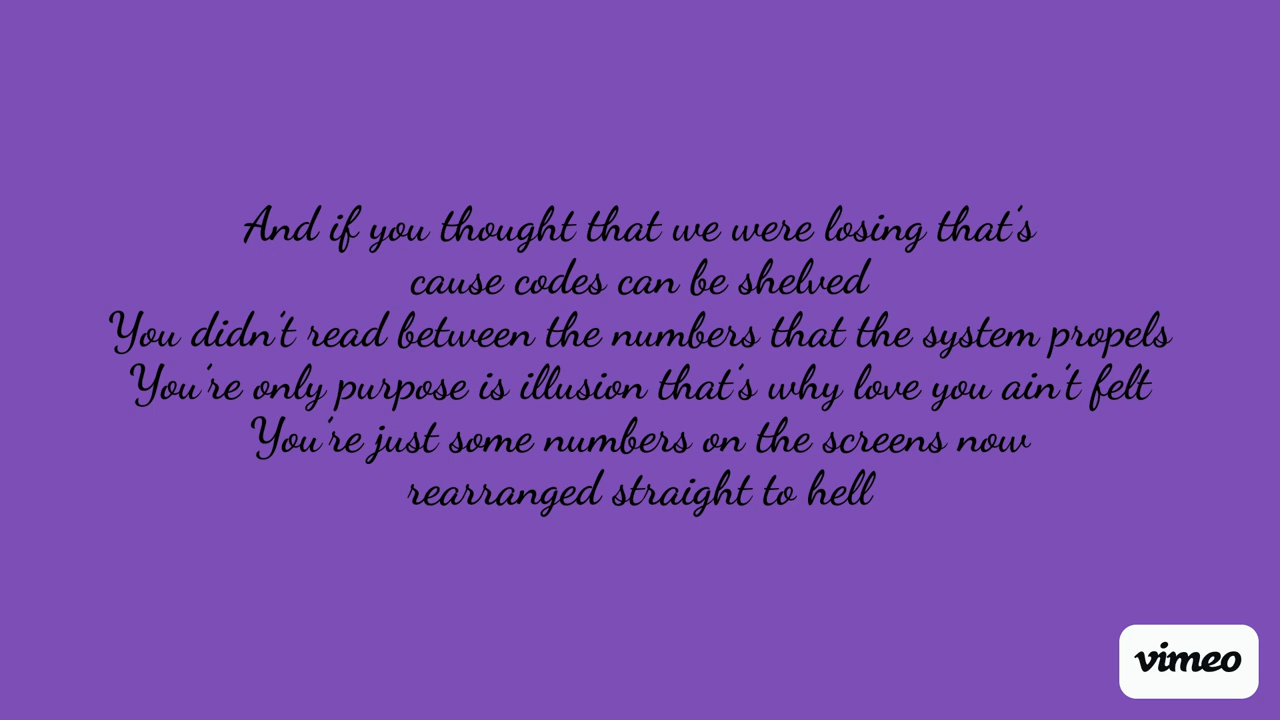 And if you thought that we were losing that's
cause codes can be shelved
You didn't read between the numbers that the system propels
You're only purpose is illusion that's why love you ain't felt
You're just some numbers on the screens now
rearranged straight to hell
vimeo